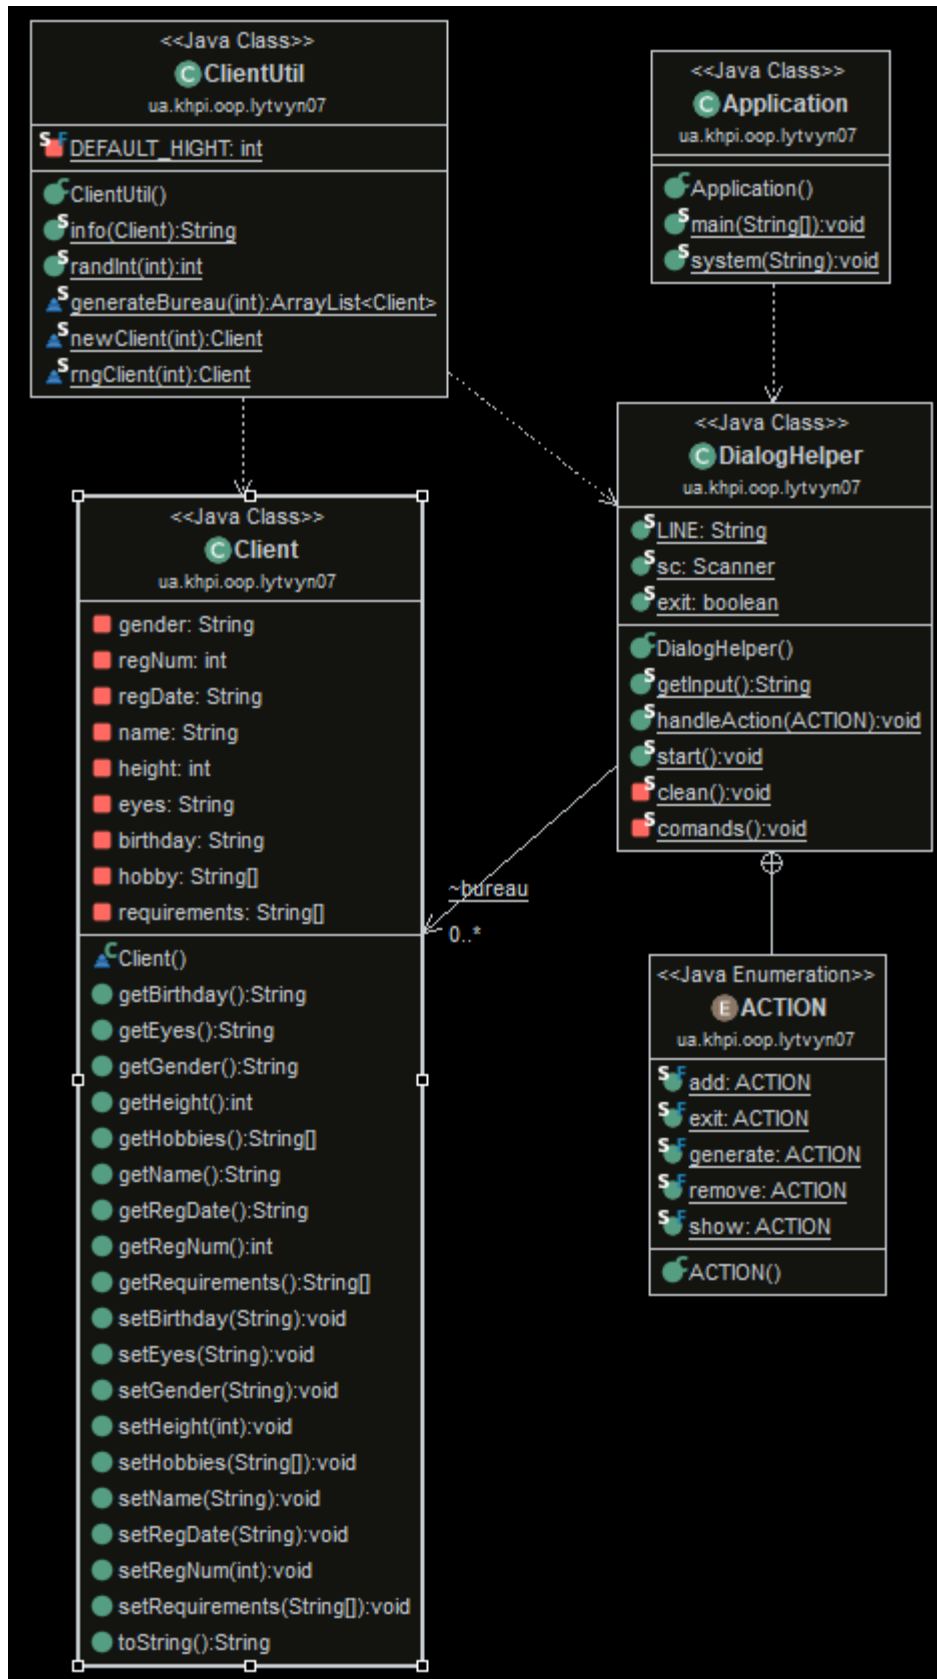 <<Java Class>>
C ClientUtil
ua.khpi.oop.lytvyn07
S F DEFAULT_HIGHT: int
C ClientUtil()
S info(Client):String
S randInt(int):int
S generateBureau(int):ArrayList<Client>
S newClient(int):Client
S rngClient(int):Client
<<Java Class>>
C Application
ua.khpi.oop.lytvyn07
C Application()
S main(String[]):void
S system(String):void
<<Java Class>>
C DialogHelper
ua.khpi.oop.lytvyn07
S LINE: String
S sc: Scanner
S exit: boolean
C DialogHelper()
S getInput():String
S handleAction(ACTION):void
S start():void
S clean():void
S comands():void
<<Java Class>>
C Client
ua.khpi.oop.lytvyn07
gender: String
regNum: int
regDate: String
name: String
height: int
eyes: String
birthday: String
hobby: String[]
requirements: String[]
C Client()
getBirthday():String
getEyes():String
getGender():String
getHeight():int
getHobbies():String[]
getName():String
getRegDate():String
getRegNum():int
getRequirements():String[]
setBirthday(String):void
setEyes(String):void
setGender(String):void
setHeight(int):void
setHobbies(String[]):void
setName(String):void
setRegDate(String):void
setRegNum(int):void
setRequirements(String[]):void
toString():String
~bureau
0..*
<<Java Enumeration>>
E ACTION
ua.khpi.oop.lytvyn07
S F add: ACTION
S F exit: ACTION
S F generate: ACTION
S F remove: ACTION
S F show: ACTION
C ACTION()